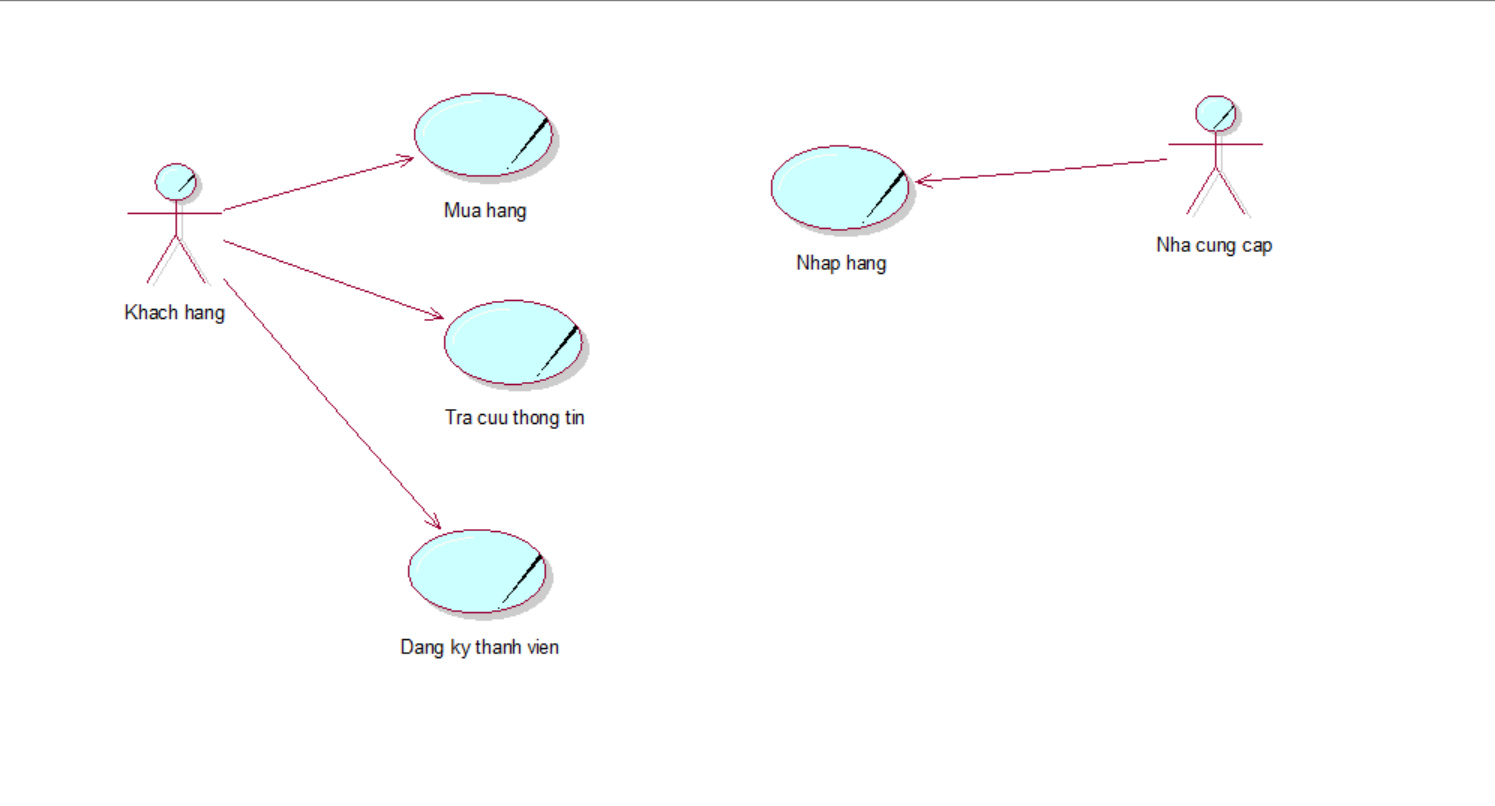 Mua hang
Khach hang
Tra cuu thong tin
Dang ky thanh vien
Nhap hang
Nha cung cap